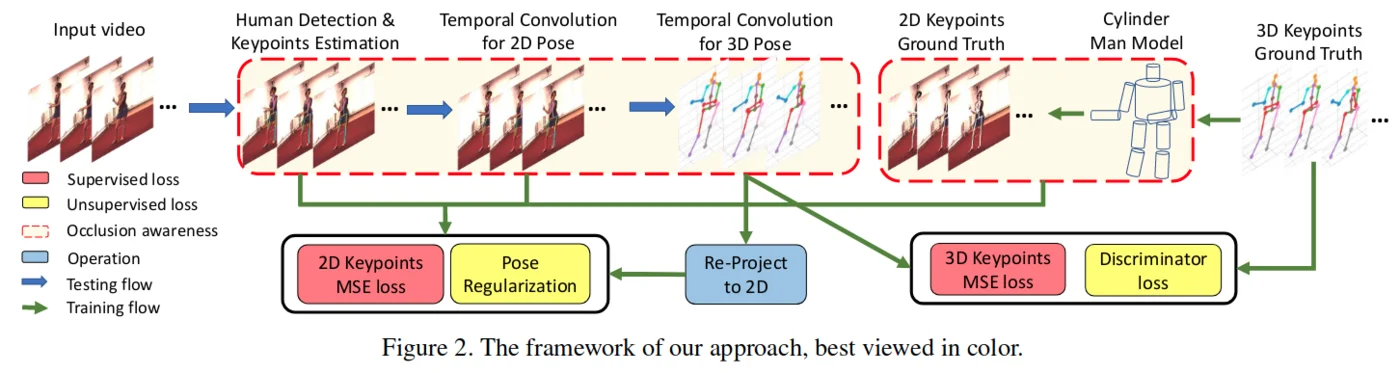 Input video
Human Detection &
Keypoints Estimation
Temporal Convolution
for 2D Pose
Temporal Convolution
for 3D Pose
2D Keypoints
Ground Truth
Cylinder
Man Model
3D Keypoints
Ground Truth
...
...
...
...
...
...
Supervised loss
Unsupervised loss
Occlusion awareness
Operation
Testing flow
Training flow
2D Keypoints
MSE loss
Pose
Regularization
Re-Project
to 2D
3D Keypoints
MSE loss
Discriminator
loss
Figure 2. The framework of our approach, best viewed in color.